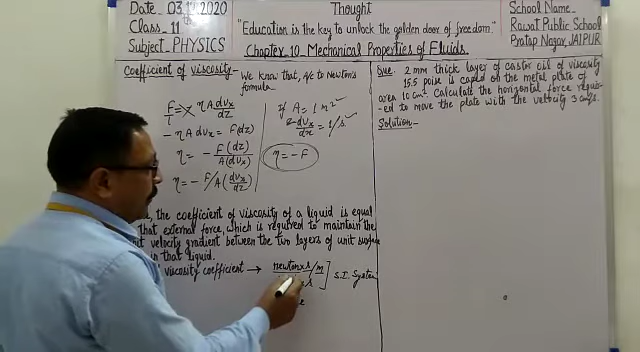 Date 03.12.2020
Class 11
Subject PHYSICS
Thought
"Education is the key to unlock the golden door of freedom."
Chapter 10 Mechanical Properties of Fluids.
School Name
Rawat Public School
Pratap Nagar, JAIPUR
Coefficient of viscosity - We know that, a/c to Newton's
formula
ηA dvx/dz
- ηA dvx = F(dz)
η = - F(dz)/A(dvx)
η = - F/A(dvx/dz)
if A = 1 m²
dvx/dz = 1/s
η = - F
the coefficient of viscosity of a liquid is equal
that external force, which is required to maintain the
velocity gradient between the two layers of unit surface
in that liquid.
viscosity coefficient → newton x s/m
S.I. System
Que. 2 mm thick layer of castor oil of viscosity
15.5 poise is caped on the metal plate of
area 10 cm². Calculate the horizontal force requir-
ed to move the plate with the velocity 3 cm/s.
Solution -